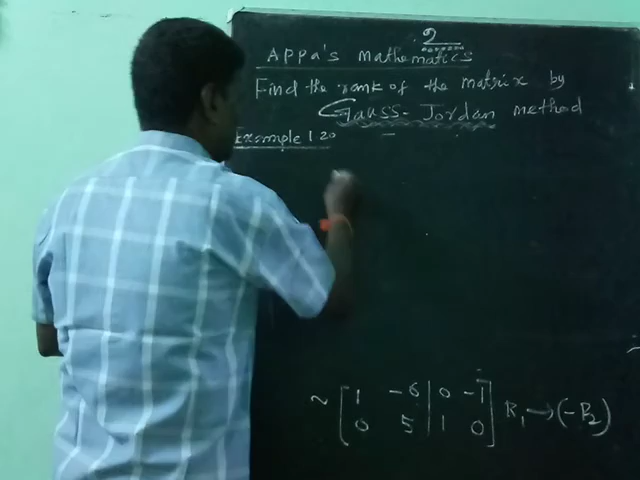 2
Appa's mathematics
Find the rank of the matrix by
Gauss-Jordan method
Example 1.20
~ [ 1 -6 | 0 -1 ] R₁→(-R₂)
[ 0 5 | 1 0 ]